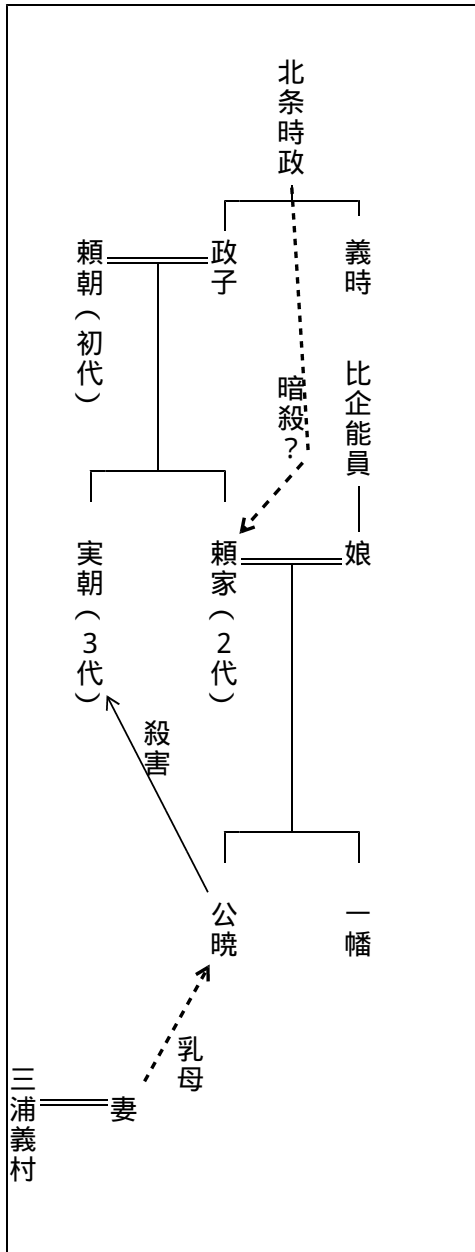 北条時政
義時
政子
頼朝(初代)
比企能員
暗殺?
娘
頼家(2代)
実朝(3代)
殺害
一幡
公暁
乳母
妻
三浦義村